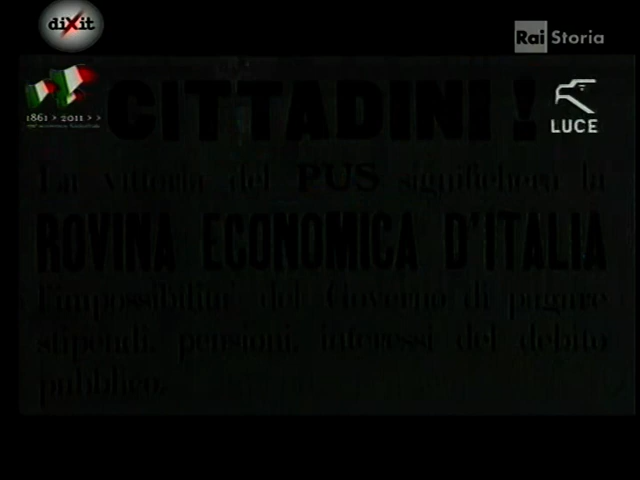 diXit
Rai Storia
1861 > 2011 > >
LUCE
CITTADINI!
La vittoria del PUS significherà la
ROVINA ECONOMICA D'ITALIA
l'impossibilità del Governo di pagare
stipendi, pensioni, interessi del debito
pubblico.